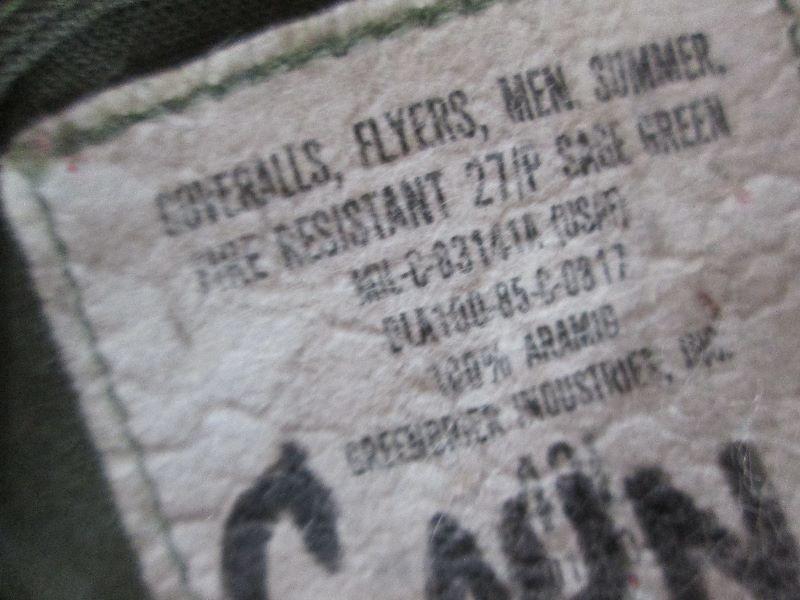 COVERALLS, FLYERS, MEN. SUMMER,
FIRE RESISTANT 27/P SAGE GREEN
MIL-C-83141A (USAF)
DLA100-85-C-0817
100% ARAMID
GREENBRIER INDUSTRIES, INC.